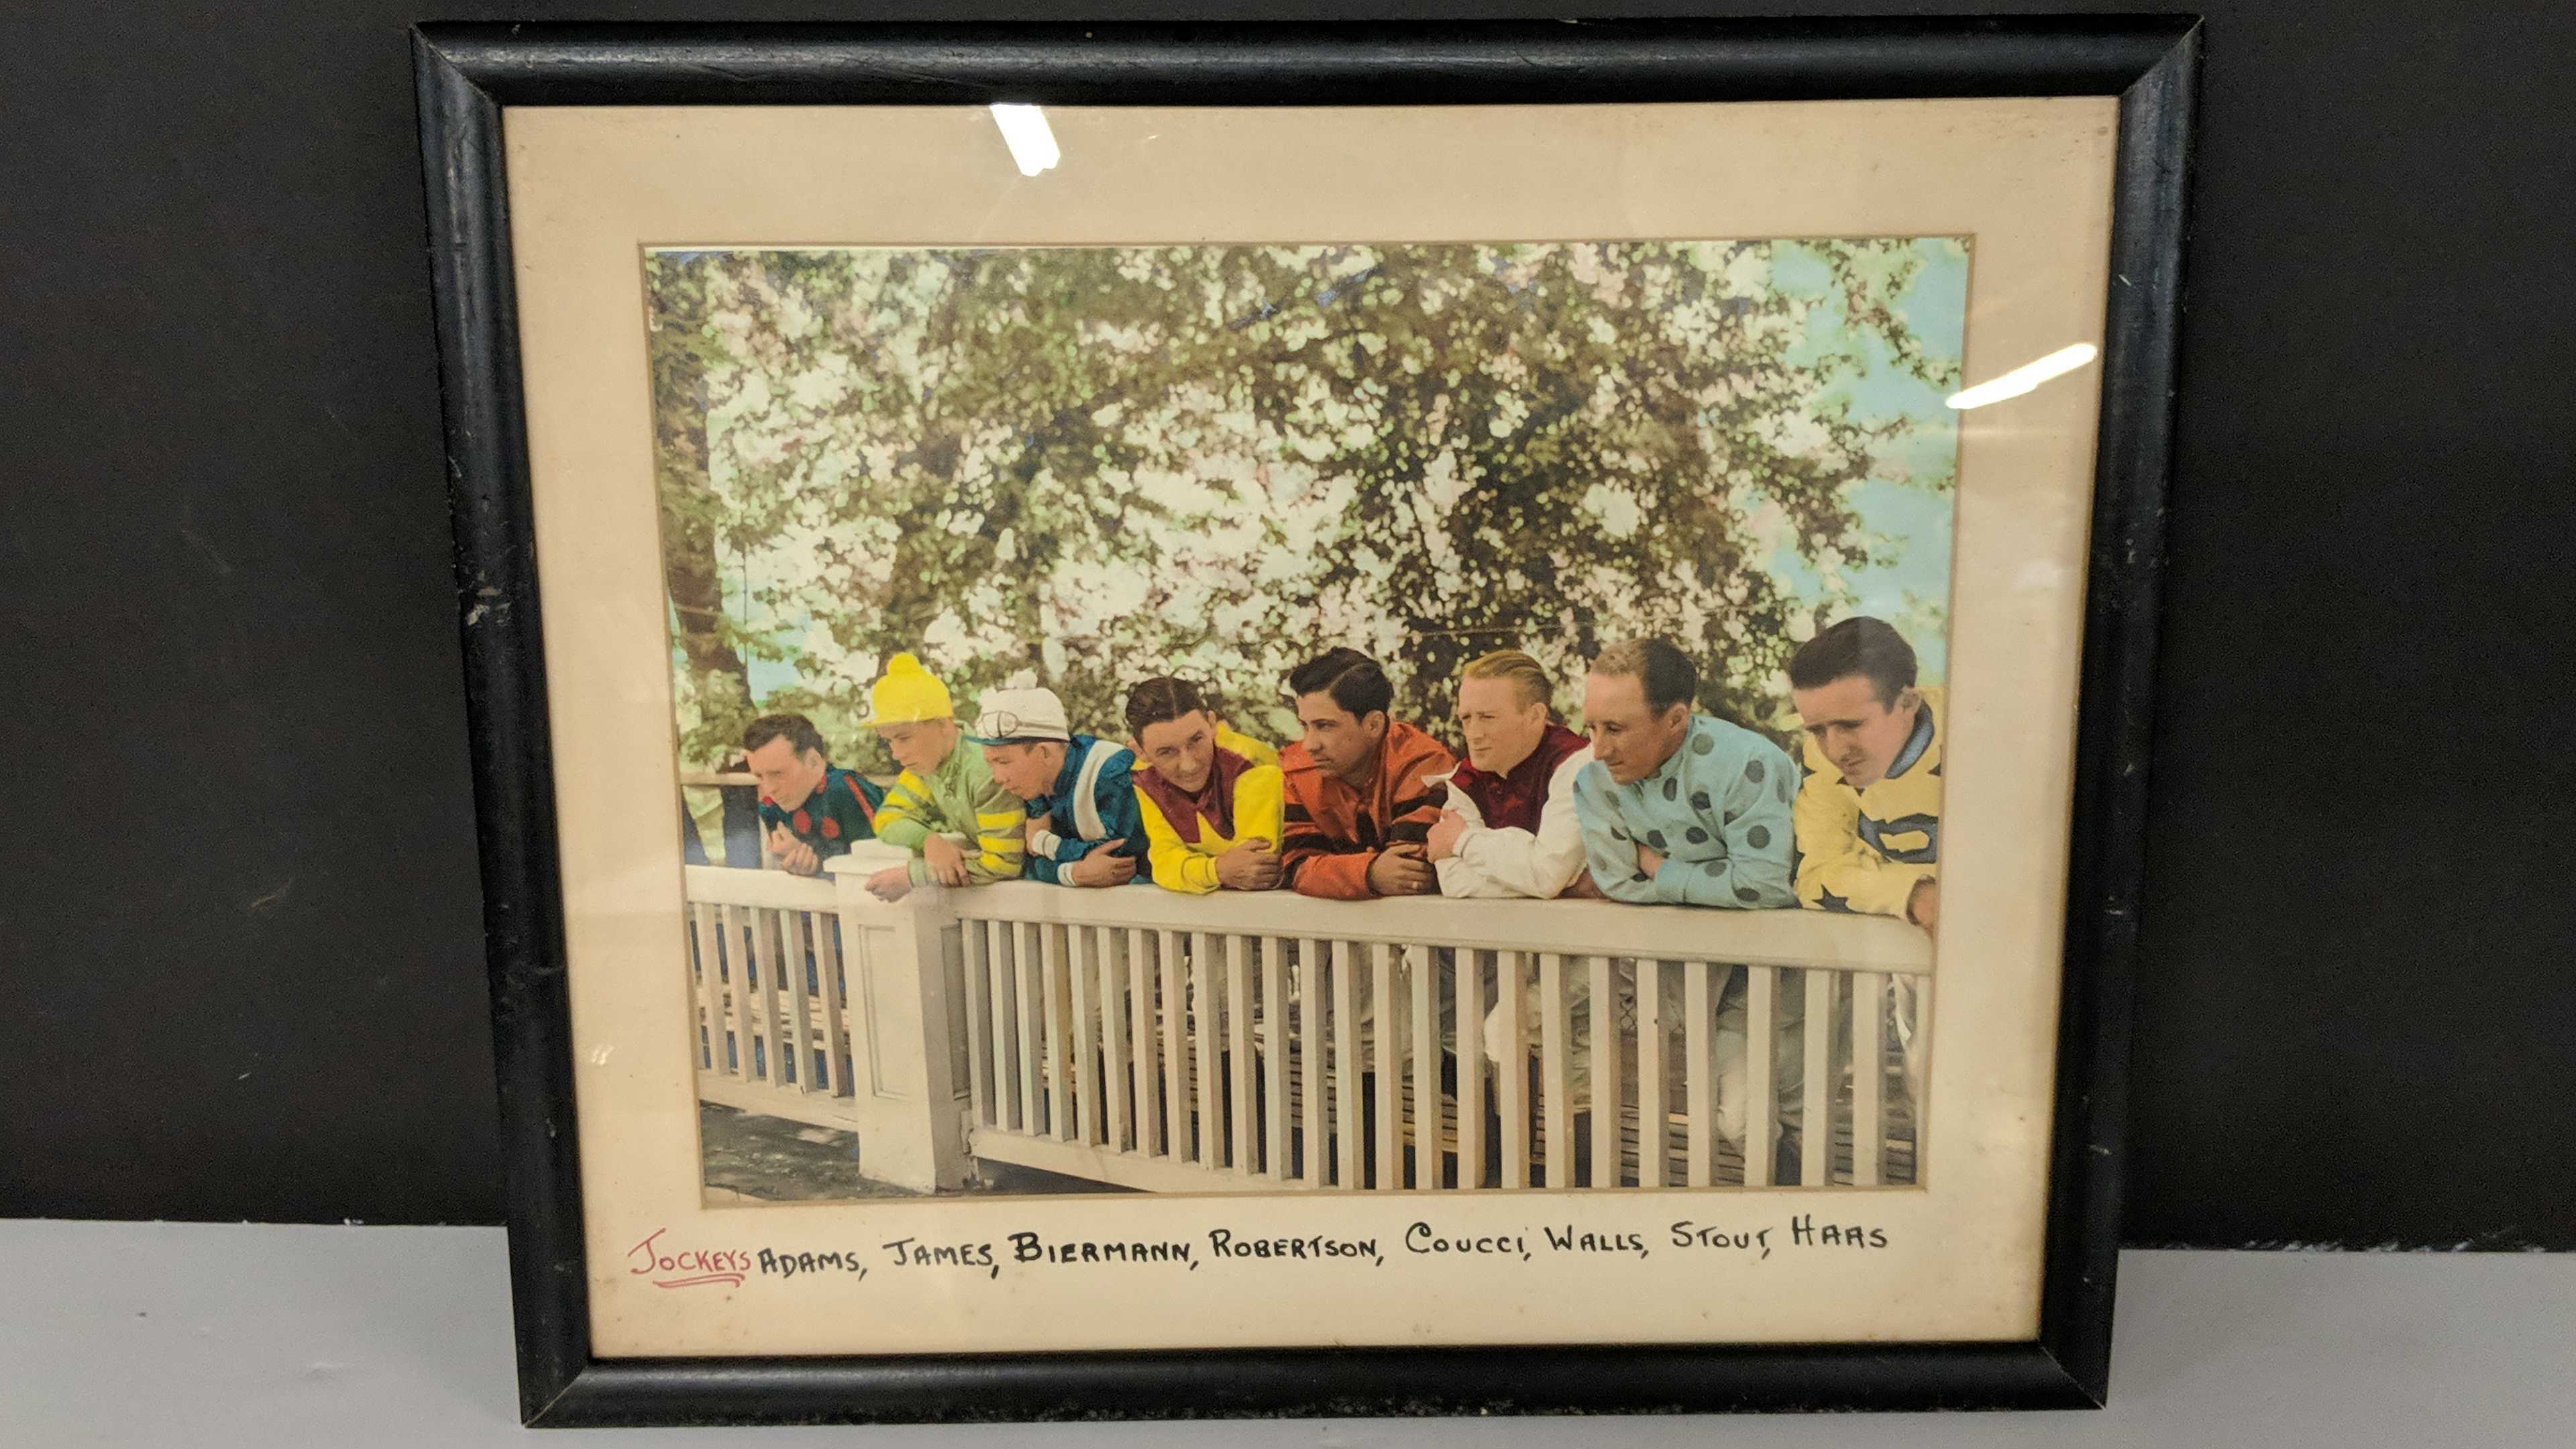 JOCKEYS ADAMS, JAMES, BIERMANN, ROBERTSON, COUCCI, WALLS, STOUT, HAAS